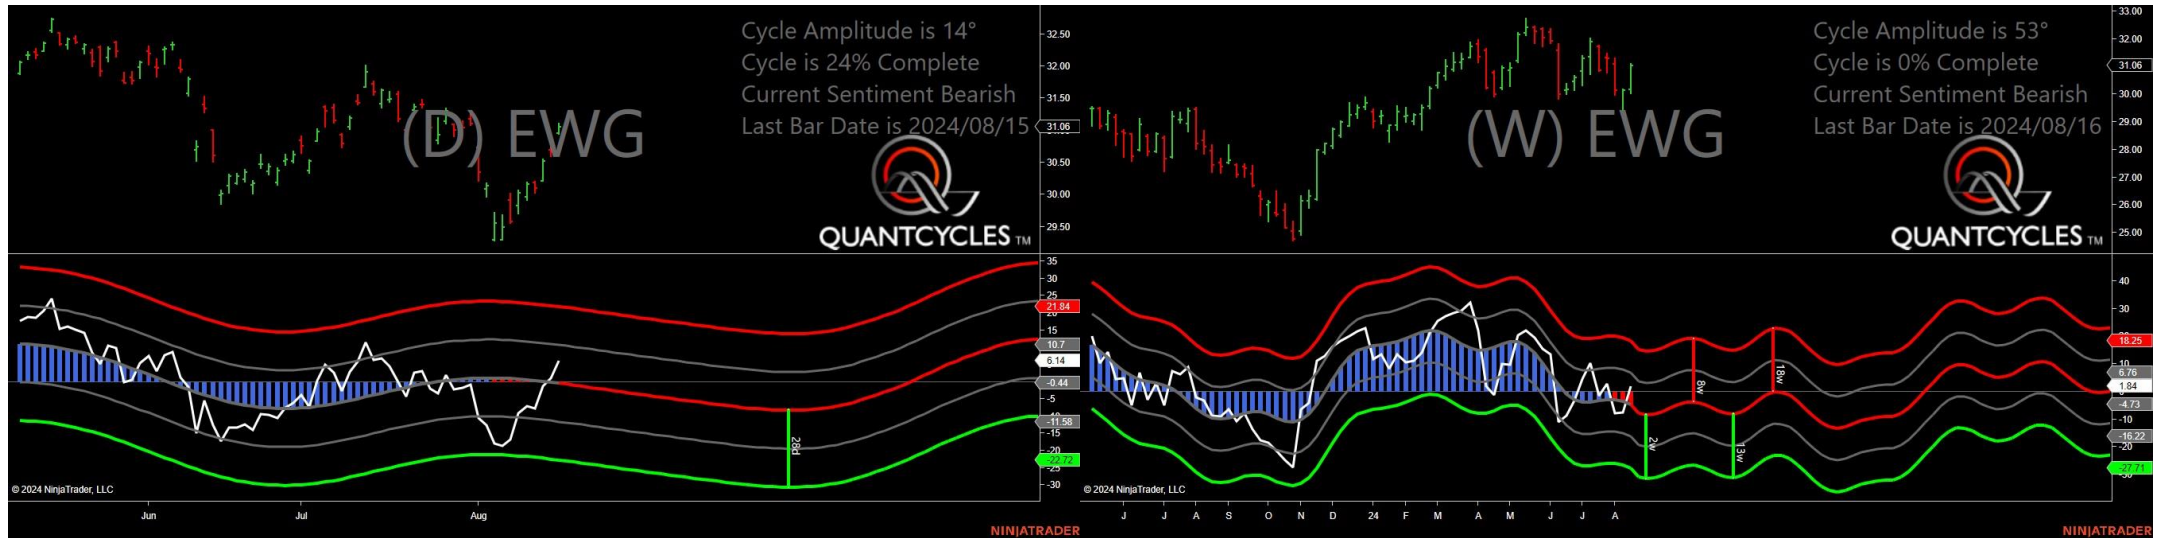 Cycle Amplitude is 14°
Cycle is 24% Complete
Current Sentiment Bearish
Last Bar Date is 2024/08/15
(D) EWG
QUANTCYCLES TM
32.50
32.00
31.50
31.06
30.50
30.00
29.50
35
30
25
21.84
20
15
10.7
6.14
-0.44
-5
-11.58
-15
-22.72
-25
-30
28d
© 2024 NinjaTrader, LLC
Jun
Jul
Aug
NINJATRADER
Cycle Amplitude is 53°
Cycle is 0% Complete
Current Sentiment Bearish
Last Bar Date is 2024/08/16
(W) EWG
QUANTCYCLES TM
33.00
32.00
31.06
30.00
29.00
28.00
27.00
26.00
25.00
40
30
18.25
10
6.76
1.84
-4.73
-10
-16.22
-20
-27.71
2w
8w
13w
18w
© 2024 NinjaTrader, LLC
J
J
A
S
O
N
D
24
F
M
A
M
J
J
A
NINJATRADER